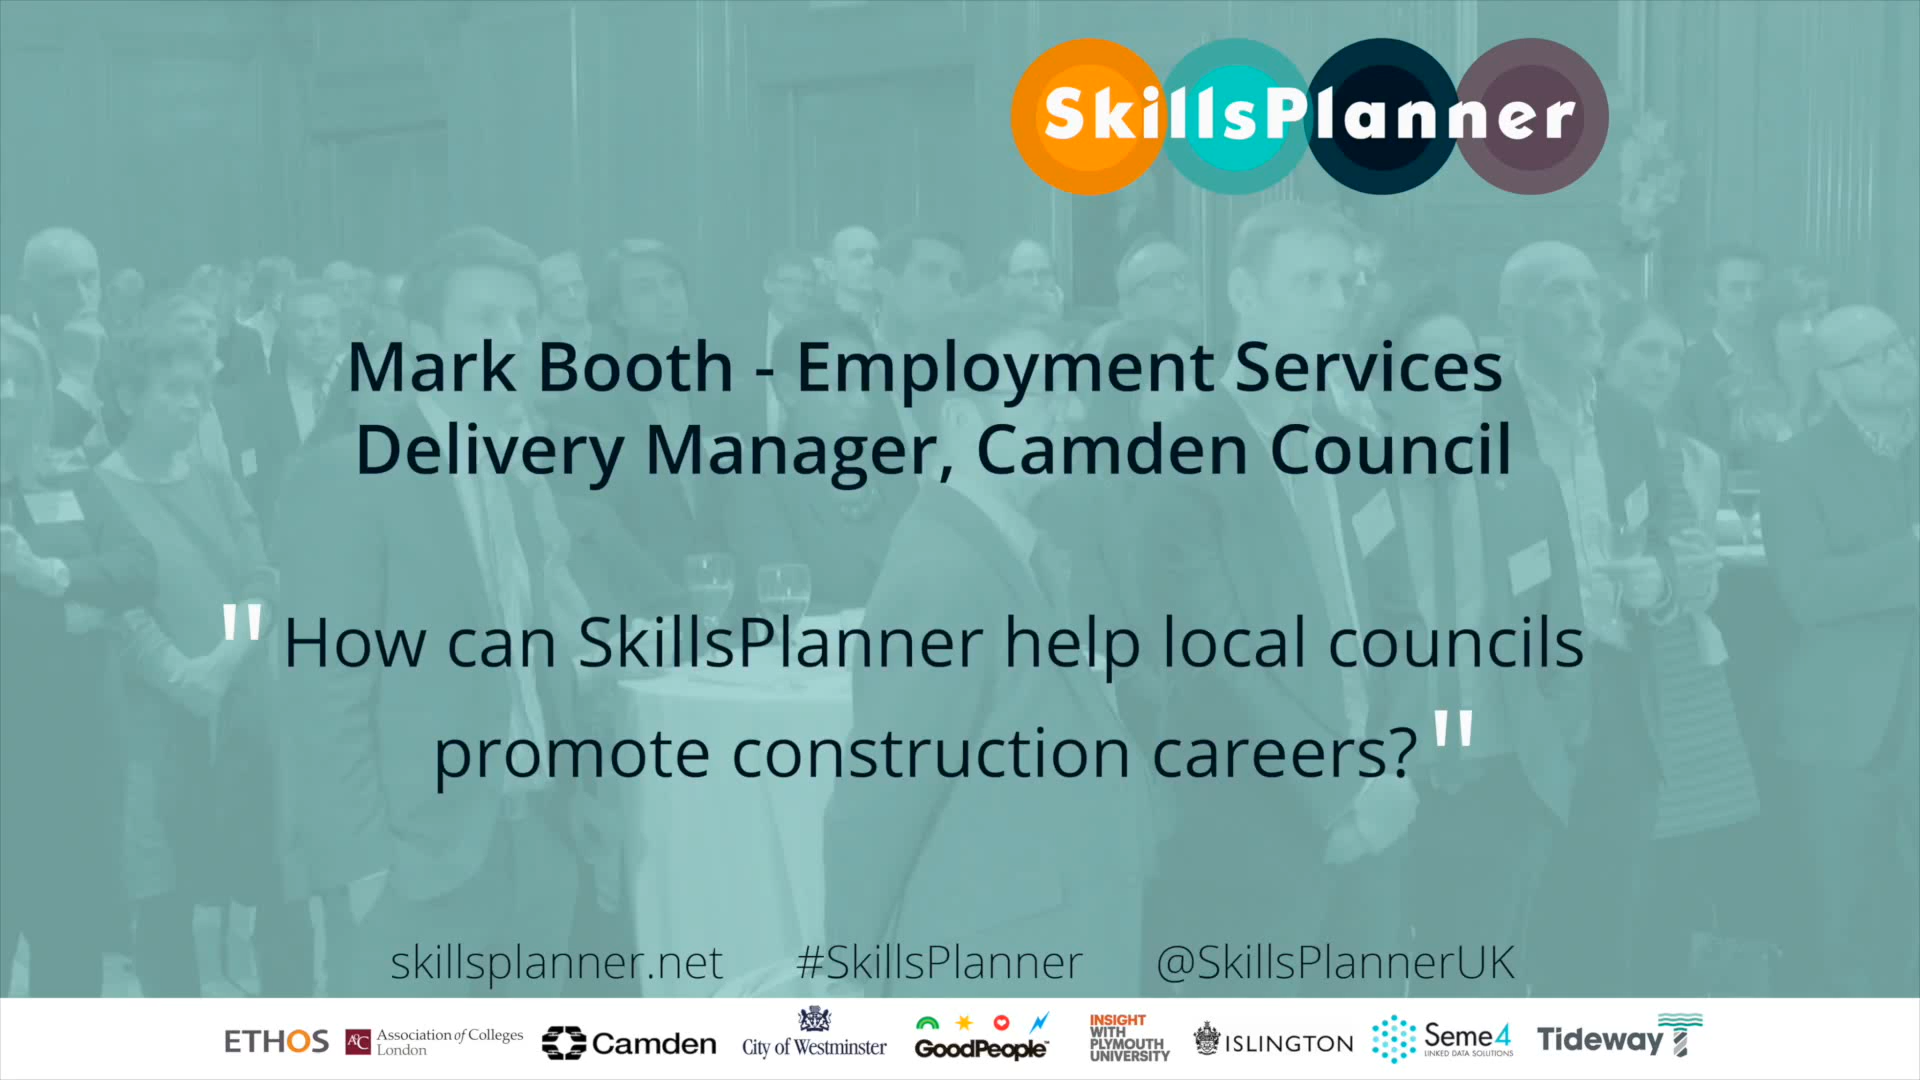 SkillsPlanner
Mark Booth - Employment Services
Delivery Manager, Camden Council
"How can SkillsPlanner help local councils
promote construction careers?"
skillsplanner.net #SkillsPlanner @SkillsPlannerUK
ETHOS
AoC Association of Colleges
London
Camden
City of Westminster
GoodPeople™
INSIGHT
WITH
PLYMOUTH
UNIVERSITY
ISLINGTON
Seme4
LINKED DATA SOLUTIONS
Tideway